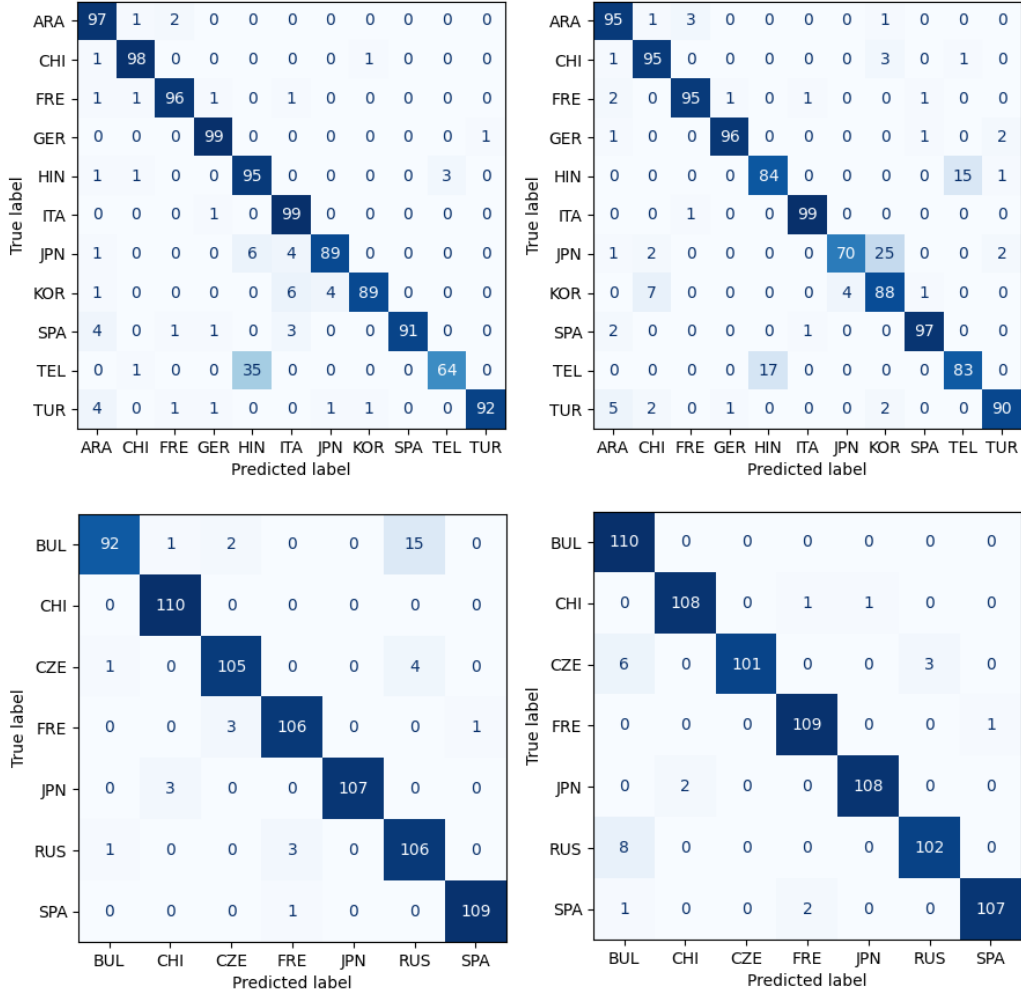 True label
ARA 97 1 2 0 0 0 0 0 0 0 0
CHI 1 98 0 0 0 0 0 1 0 0 0
FRE 1 1 96 1 0 1 0 0 0 0 0
GER 0 0 0 99 0 0 0 0 0 0 1
HIN 1 1 0 0 95 0 0 0 0 3 0
ITA 0 0 0 1 0 99 0 0 0 0 0
JPN 1 0 0 0 6 4 89 0 0 0 0
KOR 1 0 0 0 0 6 4 89 0 0 0
SPA 4 0 1 1 0 3 0 0 91 0 0
TEL 0 1 0 0 35 0 0 0 0 64 0
TUR 4 0 1 1 0 0 1 1 0 0 92
ARA CHI FRE GER HIN ITA JPN KOR SPA TEL TUR
Predicted label
True label
ARA 95 1 3 0 0 0 0 1 0 0 0
CHI 1 95 0 0 0 0 0 3 0 1 0
FRE 2 0 95 1 0 1 0 0 1 0 0
GER 1 0 0 96 0 0 0 0 1 0 2
HIN 0 0 0 0 84 0 0 0 0 15 1
ITA 0 0 1 0 0 99 0 0 0 0 0
JPN 1 2 0 0 0 0 70 25 0 0 2
KOR 0 7 0 0 0 0 4 88 1 0 0
SPA 2 0 0 0 0 1 0 0 97 0 0
TEL 0 0 0 0 17 0 0 0 0 83 0
TUR 5 2 0 1 0 0 0 2 0 0 90
ARA CHI FRE GER HIN ITA JPN KOR SPA TEL TUR
Predicted label
True label
BUL 92 1 2 0 0 15 0
CHI 0 110 0 0 0 0 0
CZE 1 0 105 0 0 4 0
FRE 0 0 3 106 0 0 1
JPN 0 3 0 0 107 0 0
RUS 1 0 0 3 0 106 0
SPA 0 0 0 1 0 0 109
BUL CHI CZE FRE JPN RUS SPA
Predicted label
True label
BUL 110 0 0 0 0 0 0
CHI 0 108 0 1 1 0 0
CZE 6 0 101 0 0 3 0
FRE 0 0 0 109 0 0 1
JPN 0 2 0 0 108 0 0
RUS 8 0 0 0 0 102 0
SPA 1 0 0 2 0 0 107
BUL CHI CZE FRE JPN RUS SPA
Predicted label